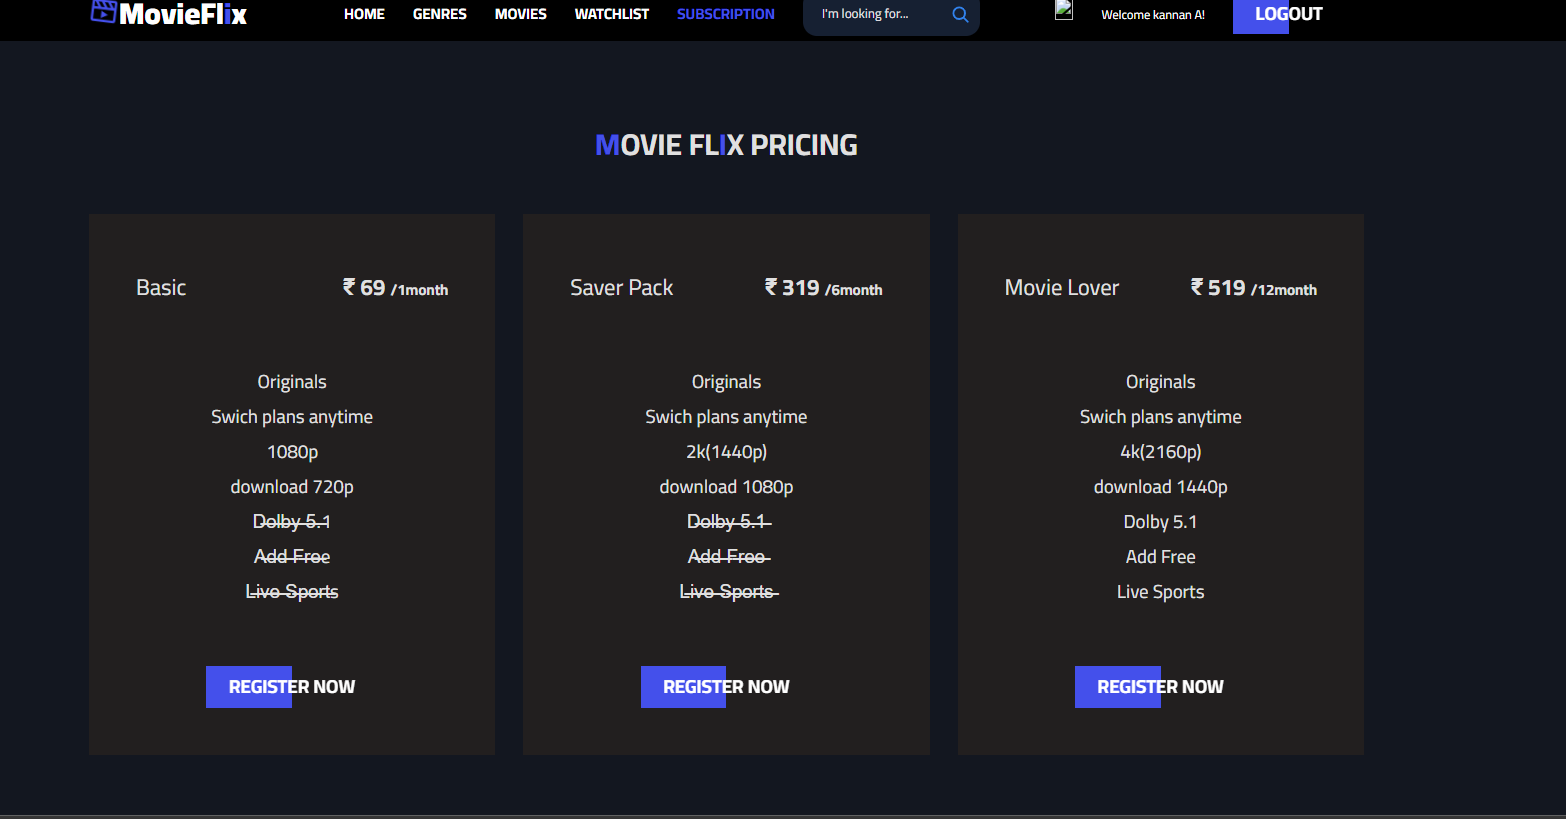 MovieFlix HOME GENRES MOVIES WATCHLIST SUBSCRIPTION I'm looking for... Welcome kannan A! LOGOUT
MOVIE FLIX PRICING
Basic ₹ 69 /1month
Originals
Swich plans anytime
1080p
download 720p
Dolby 5.1
Add Free
Live Sports
REGISTER NOW
Saver Pack ₹ 319 /6month
Originals
Swich plans anytime
2k(1440p)
download 1080p
Dolby 5.1
Add Free
Live Sports
REGISTER NOW
Movie Lover ₹ 519 /12month
Originals
Swich plans anytime
4k(2160p)
download 1440p
Dolby 5.1
Add Free
Live Sports
REGISTER NOW